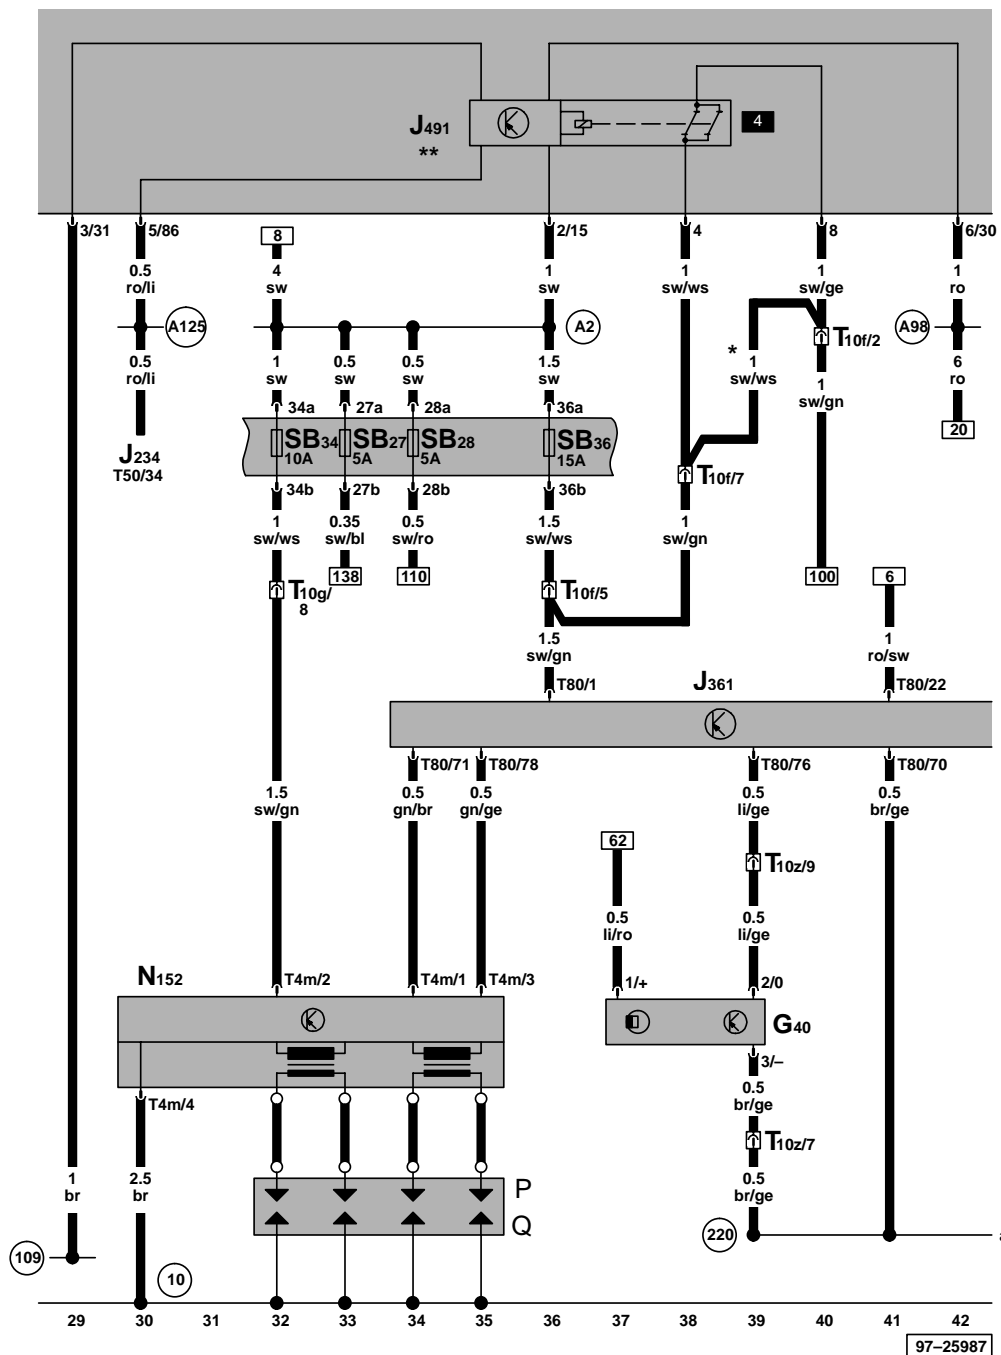 J491
**
4
3/31
5/86
2/15
4
8
6/30
8
0.5
ro/li
4
sw
1
sw
1
sw/ws
1
sw/ge
1
ro
A125
A2
A98
T10f/2
*
0.5
ro/li
1
sw
0.5
sw
0.5
sw
1.5
sw
1
sw/ws
1
sw/gn
6
ro
34a
27a
28a
36a
20
J234
T50/34
SB34
10A
SB27
5A
SB28
5A
SB36
15A
T10f/7
34b
27b
28b
36b
1
sw/ws
0.35
sw/bl
0.5
sw/ro
1.5
sw/ws
1
sw/gn
138
110
100
6
T10g/
8
T10f/5
1.5
sw/gn
1
ro/sw
T80/1
J361
T80/22
T80/71
T80/78
T80/76
T80/70
1.5
sw/gn
0.5
gn/br
0.5
gn/ge
0.5
li/ge
0.5
br/ge
62
T10z/9
0.5
li/ro
0.5
li/ge
N152
T4m/2
T4m/1
T4m/3
1/+
2/0
G40
3/–
T4m/4
0.5
br/ge
T10z/7
1
br
2.5
br
P
Q
0.5
br/ge
220
a
109
10
29 30 31 32 33 34 35 36 37 38 39 40 41 42
97–25987